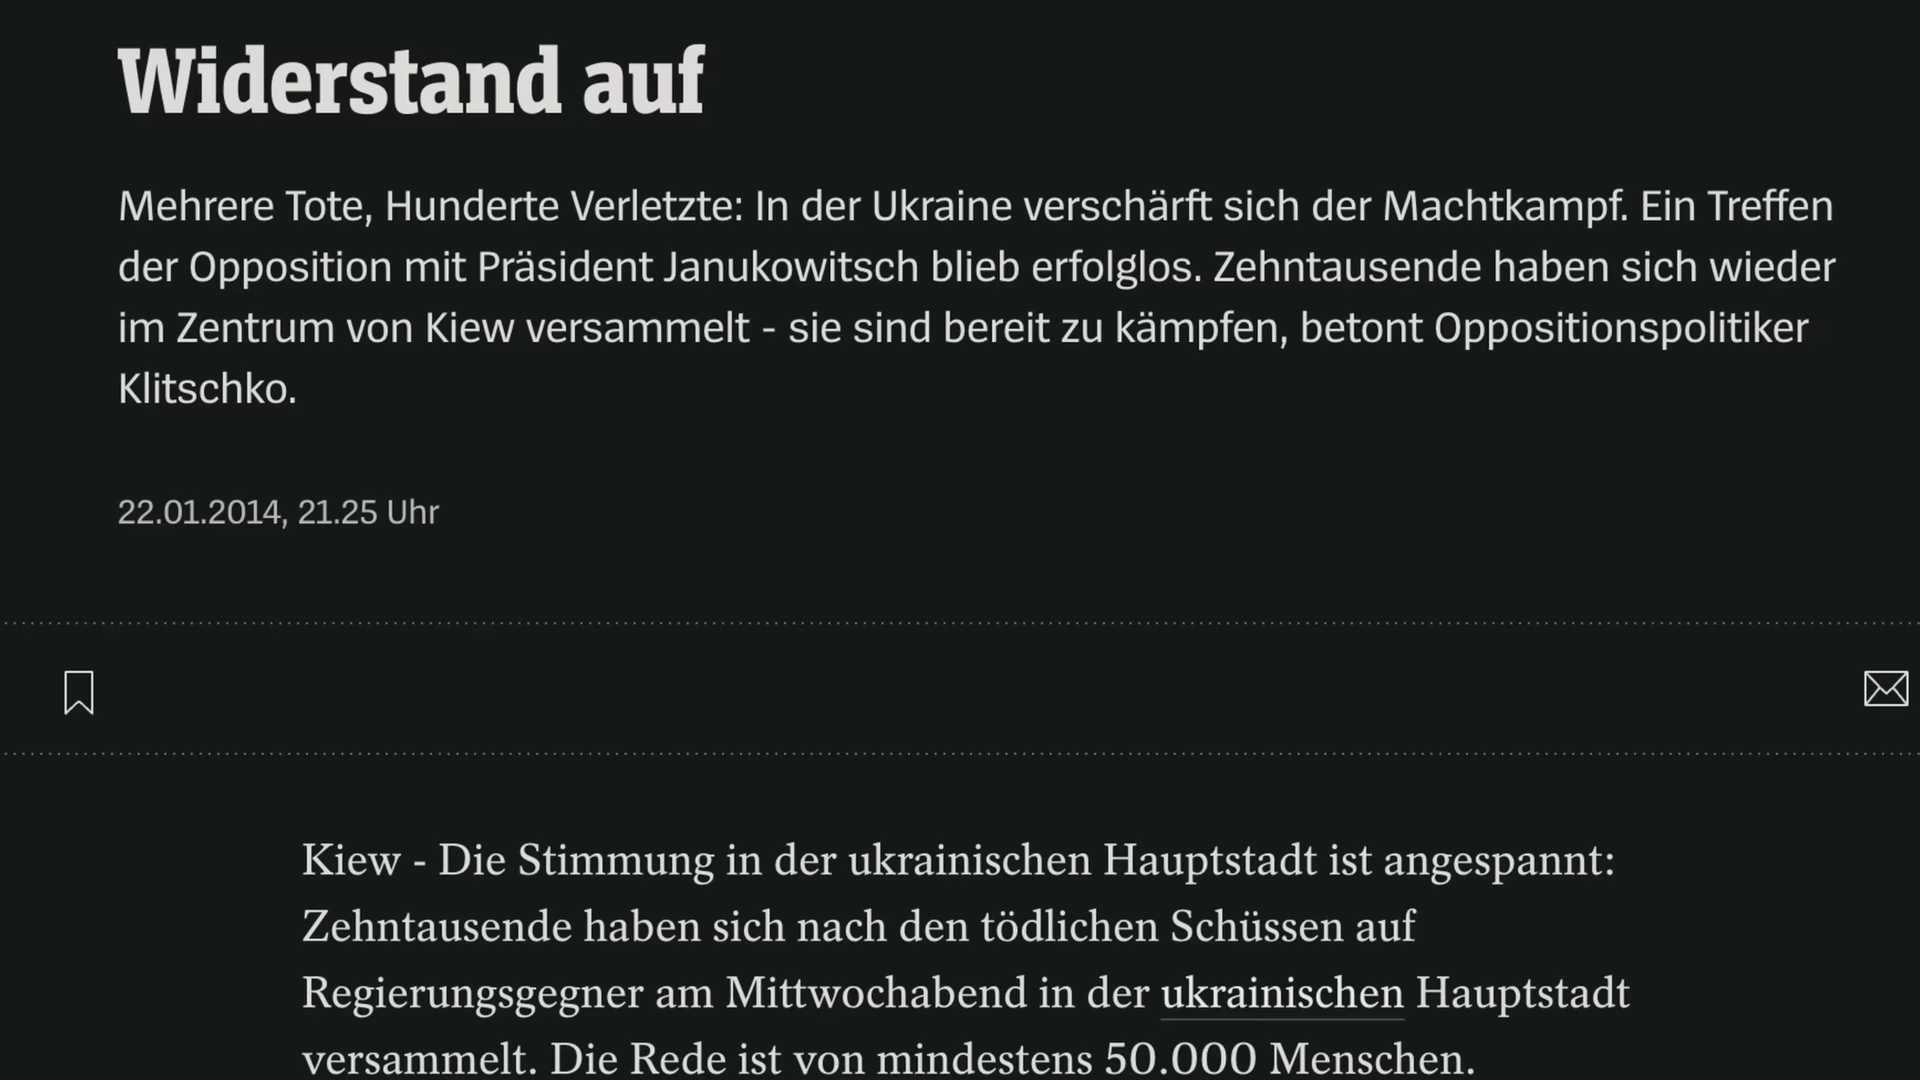 Widerstand auf
Mehrere Tote, Hunderte Verletzte: In der Ukraine verschärft sich der Machtkampf. Ein Treffen
der Opposition mit Präsident Janukowitsch blieb erfolglos. Zehntausende haben sich wieder
im Zentrum von Kiew versammelt - sie sind bereit zu kämpfen, betont Oppositionspolitiker
Klitschko.
22.01.2014, 21.25 Uhr
Kiew - Die Stimmung in der ukrainischen Hauptstadt ist angespannt:
Zehntausende haben sich nach den tödlichen Schüssen auf
Regierungsgegner am Mittwochabend in der ukrainischen Hauptstadt
versammelt. Die Rede ist von mindestens 50.000 Menschen.